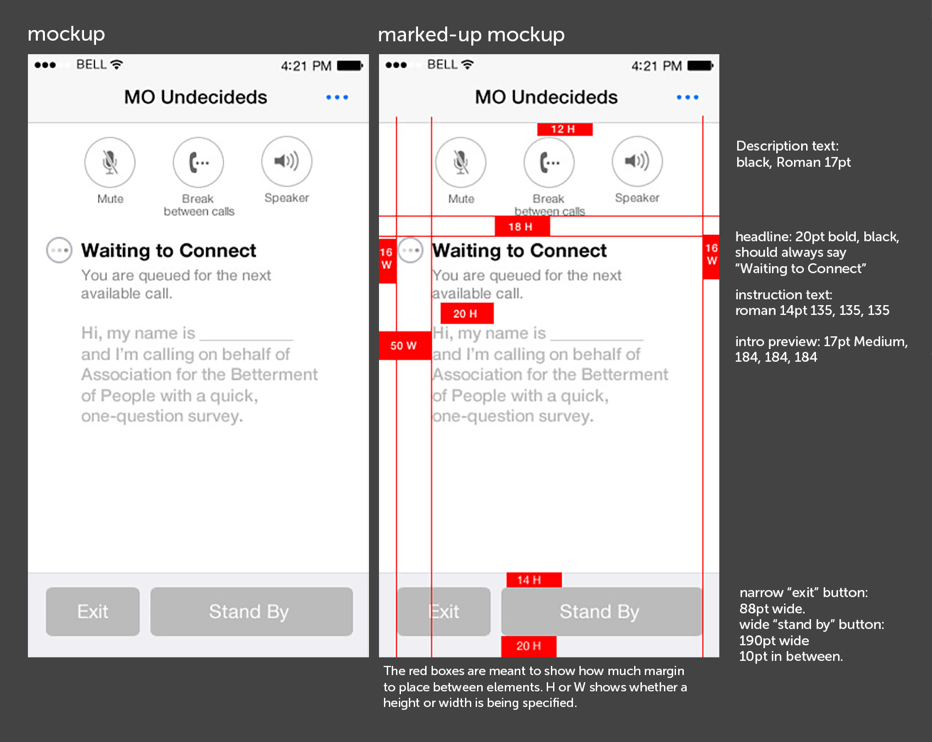 mockup
BELL
4:21 PM
MO Undecideds
Mute
Break
between calls
Speaker
Waiting to Connect
You are queued for the next
available call.
Hi, my name is ___________
and I'm calling on behalf of
Association for the Betterment
of People with a quick,
one-question survey.
Exit
Stand By
marked-up mockup
BELL
4:21 PM
MO Undecideds
12 H
Mute
Break
between calls
Speaker
18 H
16
W
16
W
Waiting to Connect
You are queued for the next
available call.
20 H
50 W
Hi, my name is ___________
and I'm calling on behalf of
Association for the Betterment
of People with a quick,
one-question survey.
14 H
Exit
Stand By
20 H
The red boxes are meant to show how much margin
to place between elements. H or W shows whether a
height or width is being specified.
Description text:
black, Roman 17pt
headline: 20pt bold, black,
should always say
“Waiting to Connect”
instruction text:
roman 14pt 135, 135, 135
intro preview: 17pt Medium,
184, 184, 184
narrow “exit” button:
88pt wide.
wide “stand by” button:
190pt wide
10pt in between.